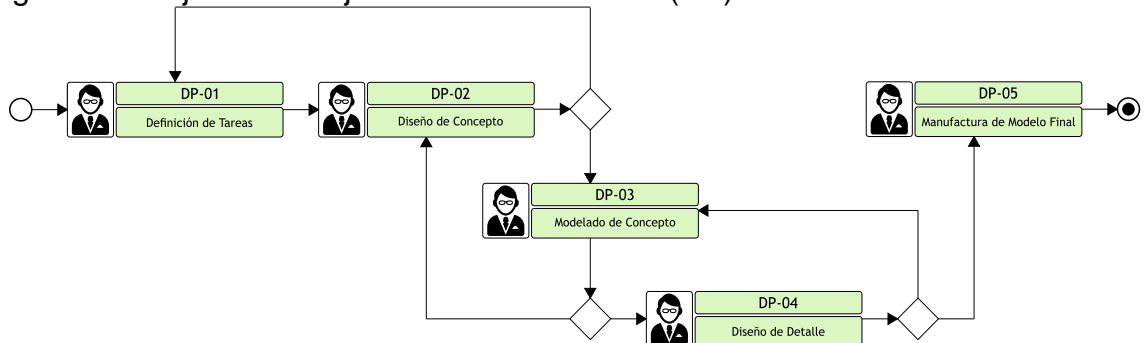 DP-01
Definición de Tareas
DP-02
Diseño de Concepto
DP-05
Manufactura de Modelo Final
DP-03
Modelado de Concepto
DP-04
Diseño de Detalle